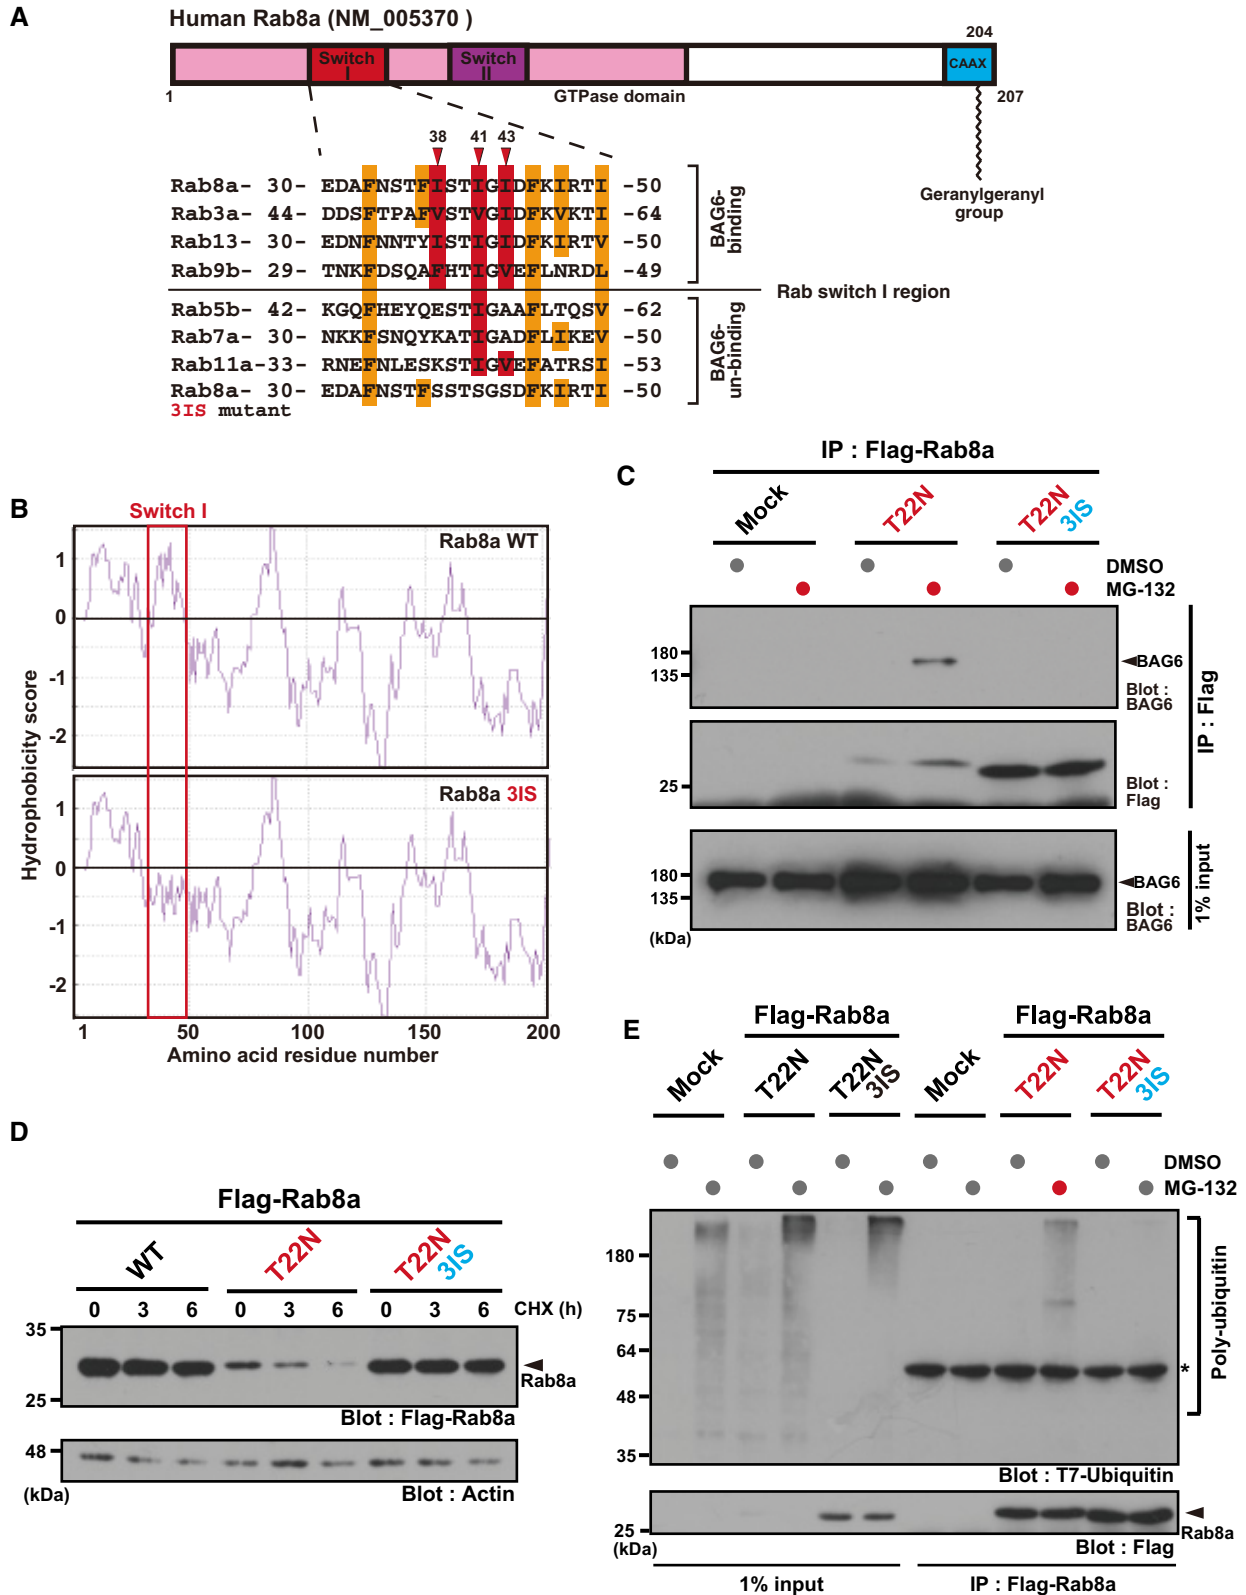 A
Human Rab8a (NM_005370 )
204
Switch I
Switch II
CAAX
1
GTPase domain
207
38 41 43
Rab8a- 30- EDAFNSTFISTIGIDFKIRTI -50
Rab3a- 44- DDSFTPAFVSTVGIDFKVKTI -64
Rab13- 30- EDNFNNTYISTIGIDFKIRTV -50
Rab9b- 29- TNKFDSQAFHTIGVEFLNRDL -49
Rab5b- 42- KGQFHEYQESTIGAAFLTQSV -62
Rab7a- 30- NKKFSNQYKATIGADFLIKEV -50
Rab11a-33- RNEFNLESKSTIGVEFATRSI -53
Rab8a- 30- EDAFNSTFSSTSGSDFKIRTI -50
3IS mutant
BAG6-binding
BAG6-un-binding
Rab switch I region
Geranylgeranyl
group
B
Switch I
Rab8a WT
1
0
-1
-2
Rab8a 3IS
1
0
-1
-2
Hydrophobicity score
1 50 100 150 200
Amino acid residue number
C
IP : Flag-Rab8a
Mock T22N T22N 3IS
DMSO
MG-132
180
135
BAG6
Blot :
BAG6
25
Blot :
Flag
IP : Flag
180
135
(kDa)
BAG6
Blot :
BAG6
1% input
D
Flag-Rab8a
WT T22N T22N 3IS
0 3 6 0 3 6 0 3 6 CHX (h)
35
25
Rab8a
Blot : Flag-Rab8a
48
(kDa)
Blot : Actin
E
Flag-Rab8a Flag-Rab8a
Mock T22N T22N 3IS Mock T22N T22N 3IS
DMSO
MG-132
180
75
64
48
35
*
Poly-ubiquitin
Blot : T7-Ubiquitin
25
(kDa)
Rab8a
Blot : Flag
1% input IP : Flag-Rab8a